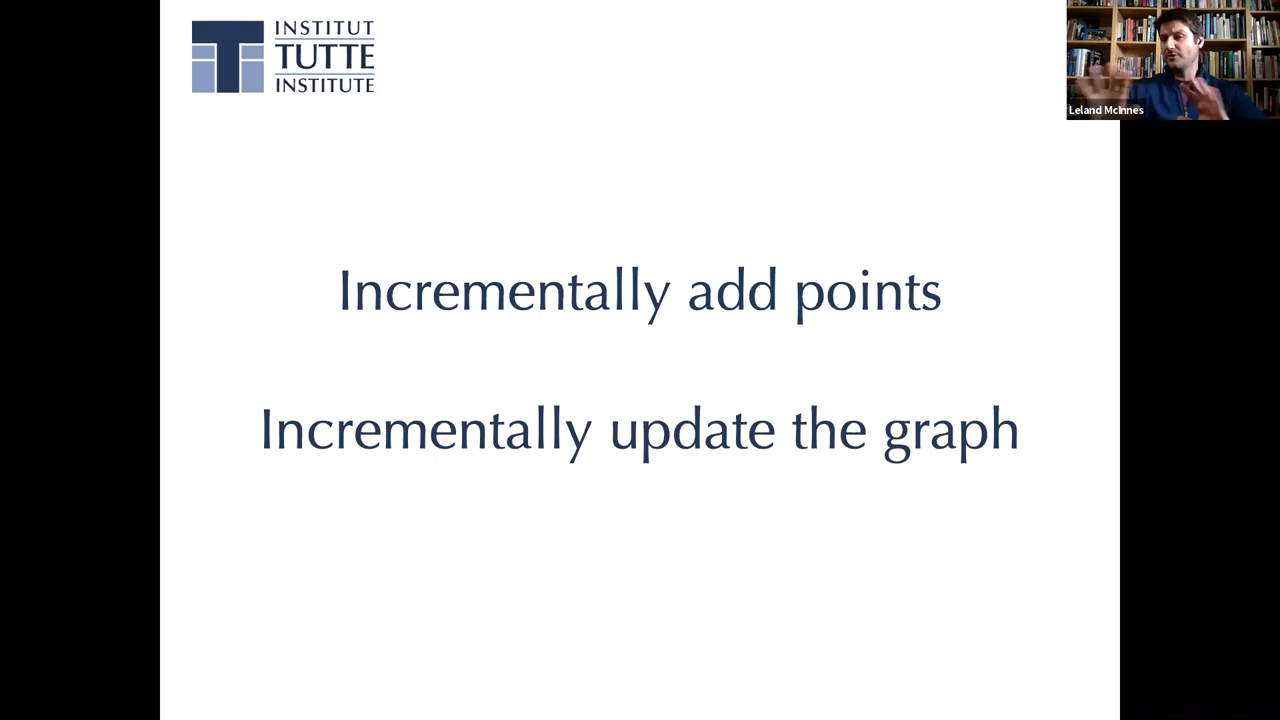 INSTITUT
TUTTE
INSTITUTE
Leland McInnes
Incrementally add points
Incrementally update the graph